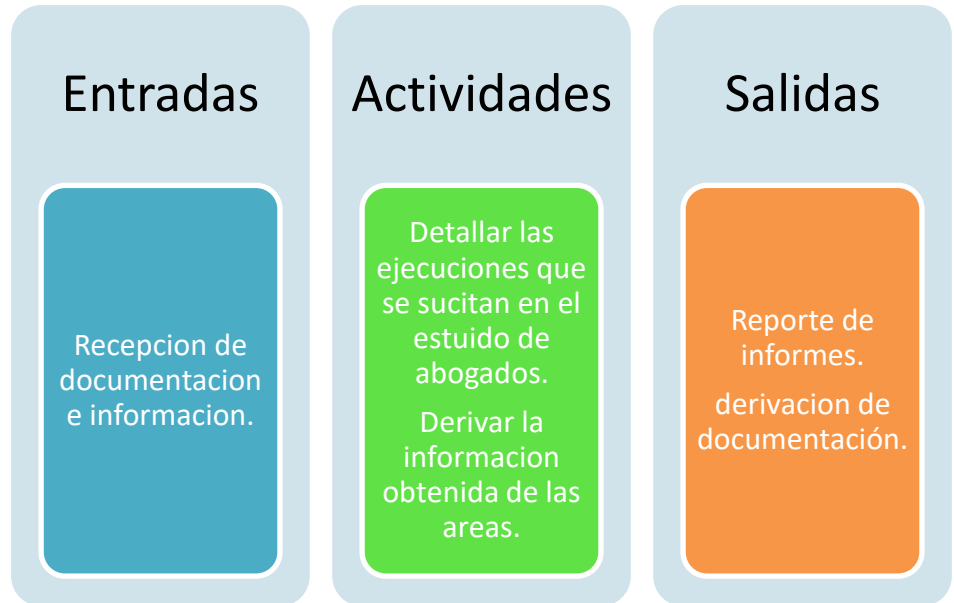 Entradas
Recepcion de
documentacion
e informacion.
Actividades
Detallar las
ejecuciones que
se sucitan en el
estuido de
abogados.
Derivar la
informacion
obtenida de las
areas.
Salidas
Reporte de
informes.
derivacion de
documentación.